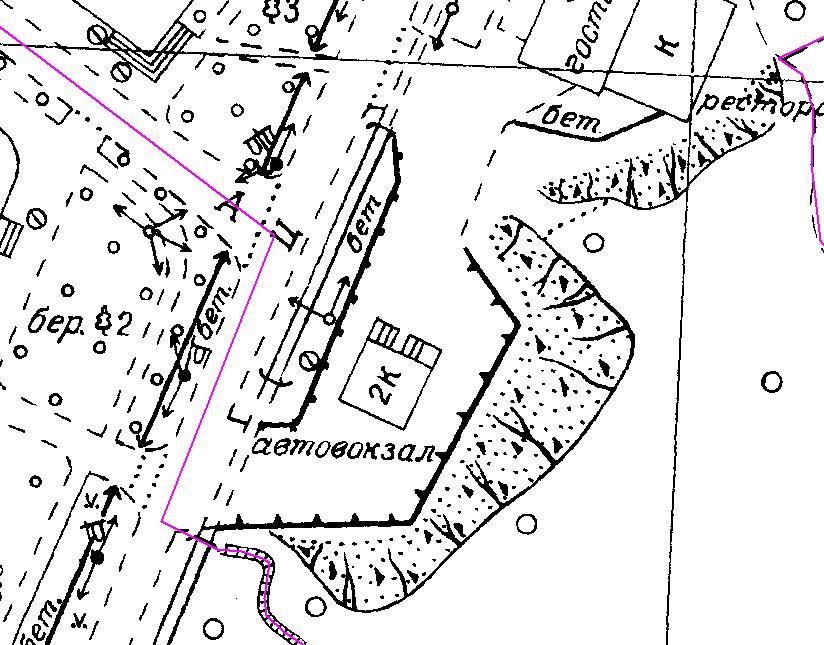 3
гост
К
рестора
бет
бет
Ц
бет.
бер. 2
2К
автовокзал
бет.